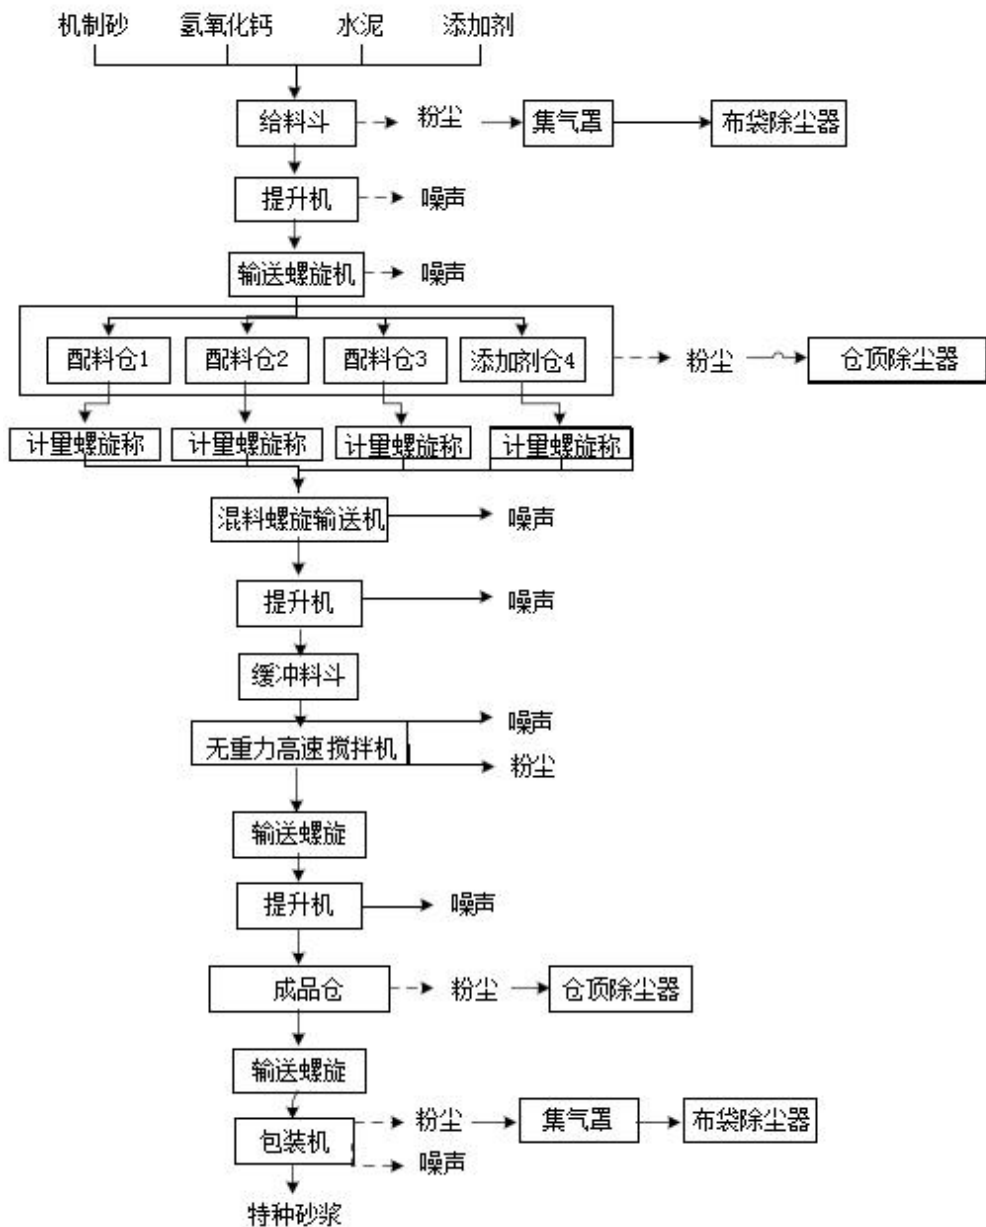 机制砂 氢氧化钙 水泥 添加剂
给料斗 粉尘 集气罩 布袋除尘器
提升机 噪声
输送螺旋机 噪声
配料仓1 配料仓2 配料仓3 添加剂仓4 粉尘 仓顶除尘器
计量螺旋称 计量螺旋称 计量螺旋称 计量螺旋称
混料螺旋输送机 噪声
提升机 噪声
缓冲料斗
噪声
无重力高速搅拌机
粉尘
输送螺旋
提升机 噪声
成品仓 粉尘 仓顶除尘器
输送螺旋
粉尘 集气罩 布袋除尘器
包装机
噪声
特种砂浆